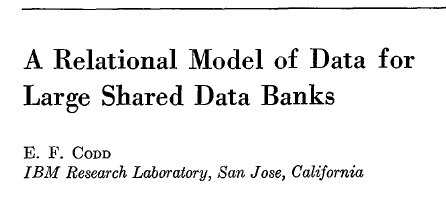 A Relational Model of Data for
Large Shared Data Banks
E. F. CODD
IBM Research Laboratory, San Jose, California